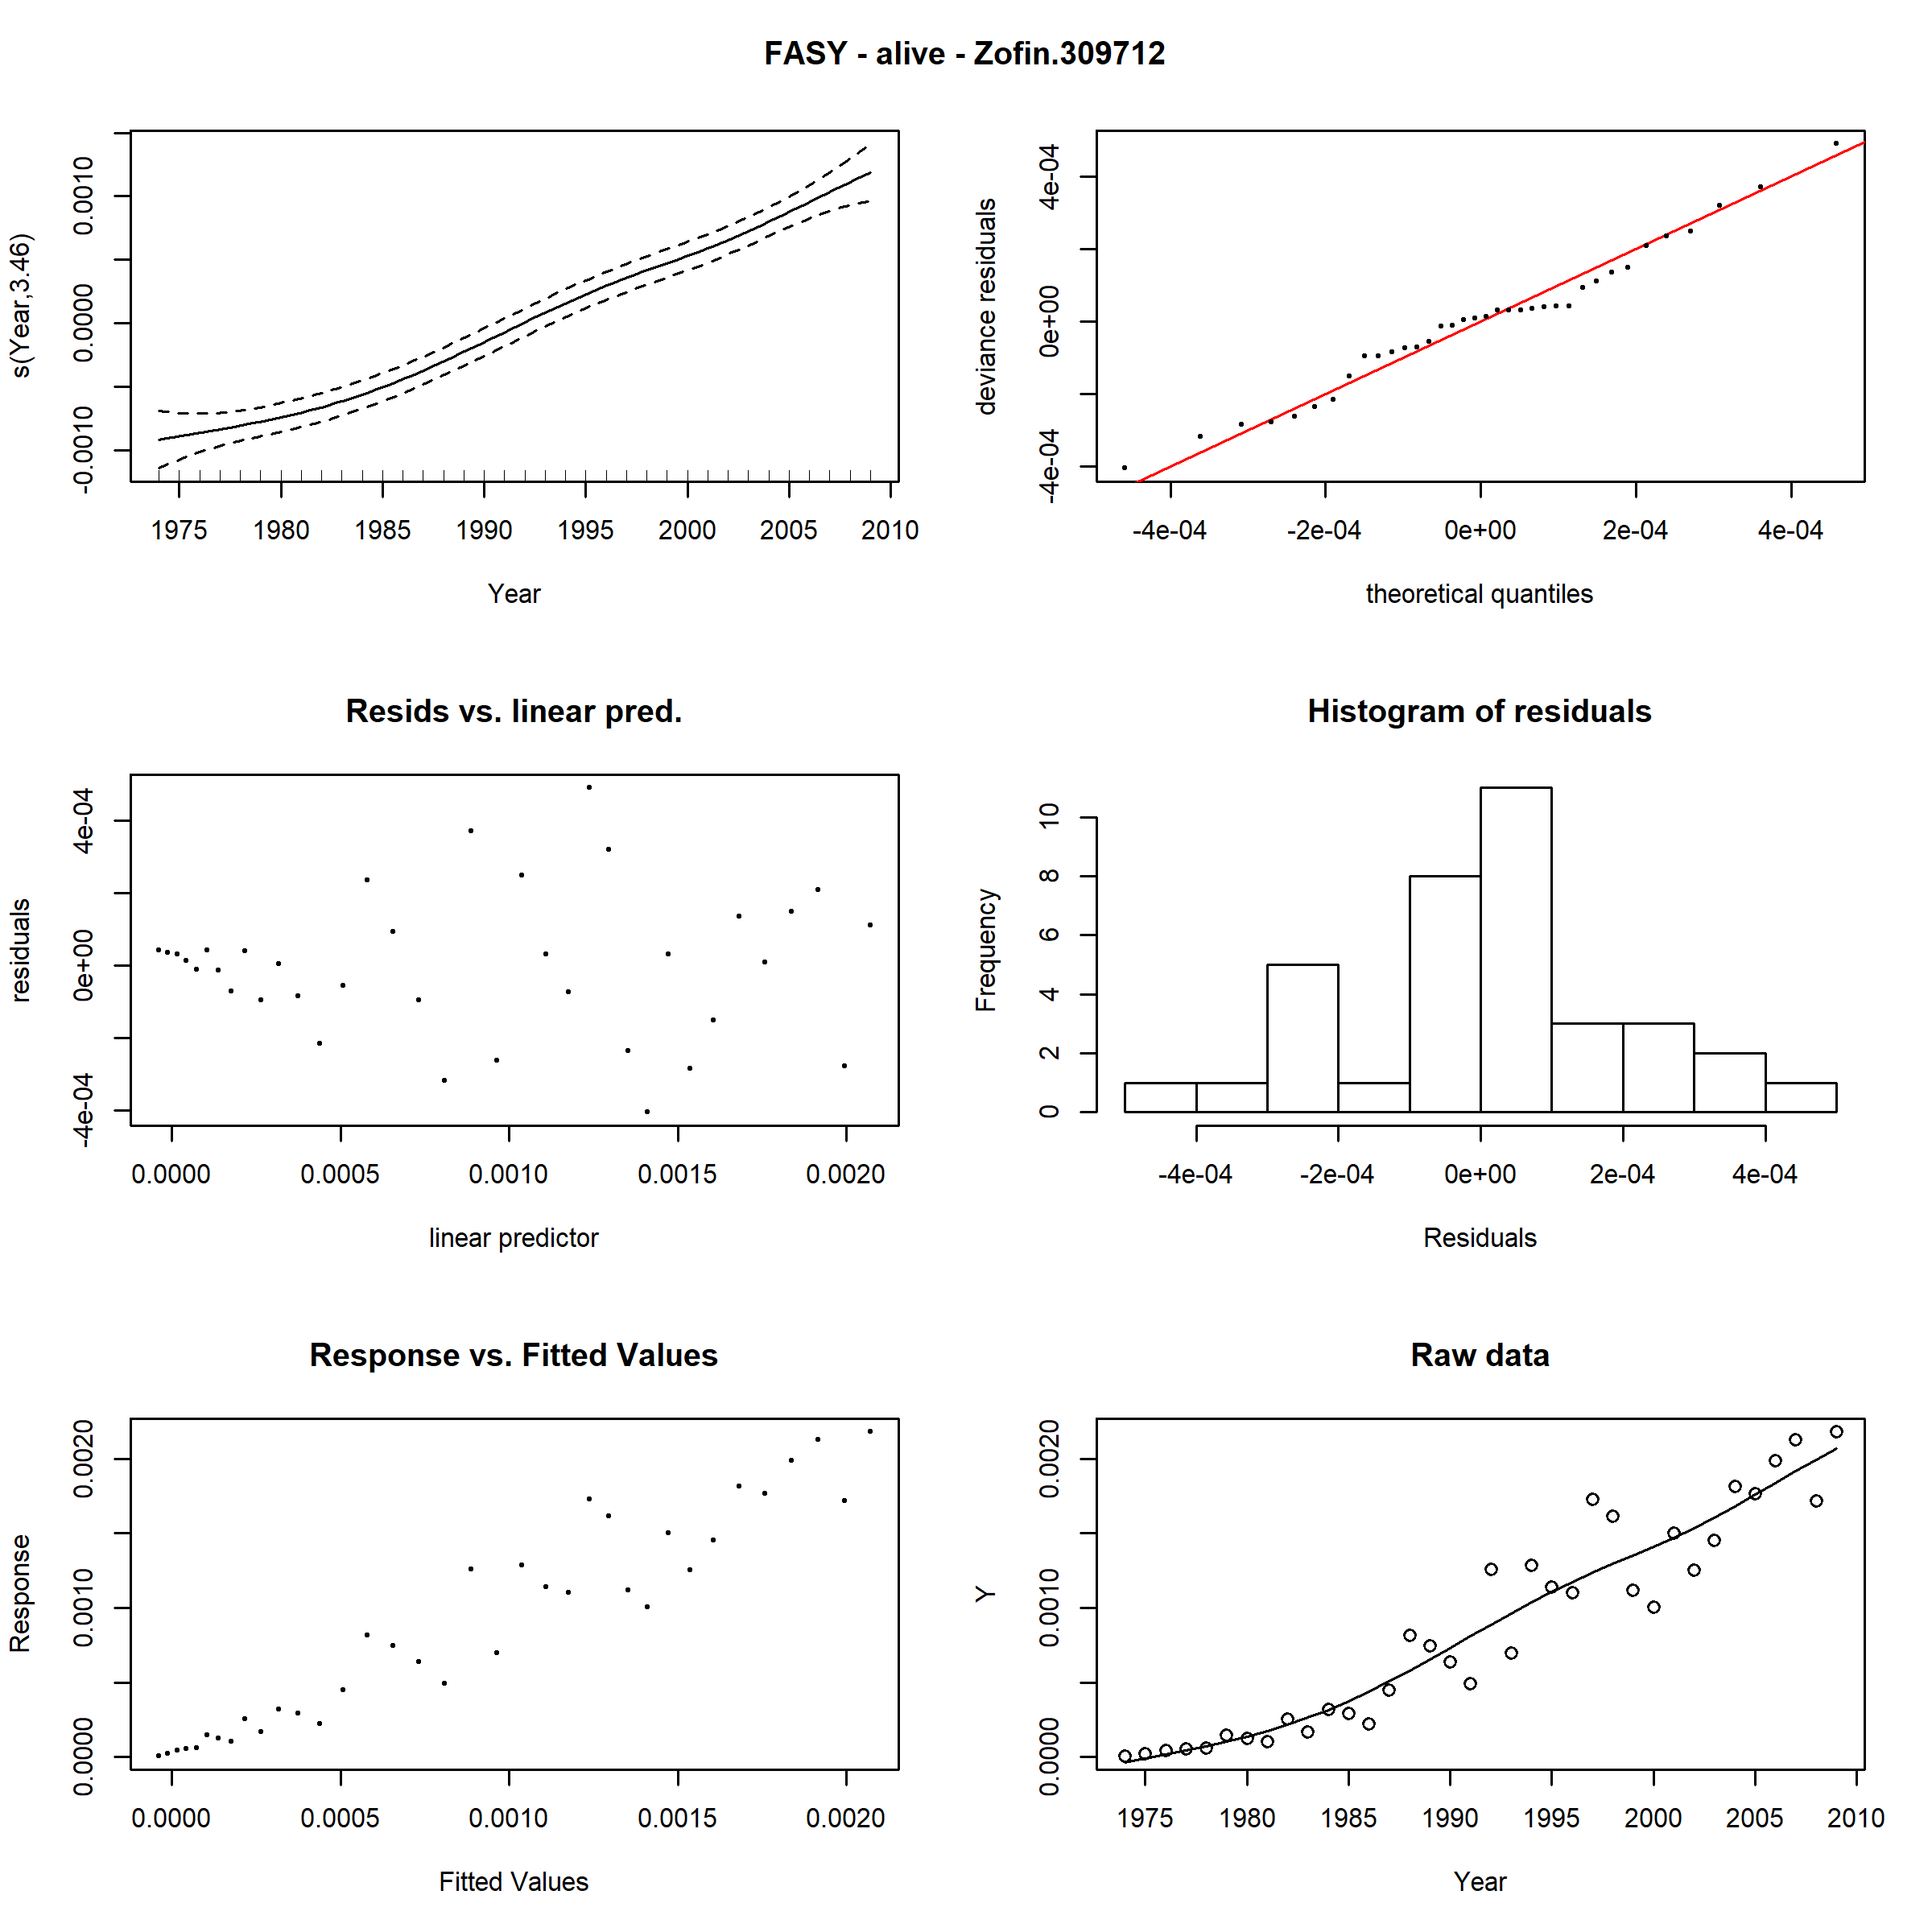 FASY - alive - Zofin.309712
s(Year,3.46)
-0.0010 0.0000 0.0010
1975 1980 1985 1990 1995 2000 2005 2010
Year
deviance residuals
-4e-04 0e+00 4e-04
-4e-04 -2e-04 0e+00 2e-04 4e-04
theoretical quantiles
Resids vs. linear pred.
residuals
-4e-04 0e+00 4e-04
0.0000 0.0005 0.0010 0.0015 0.0020
linear predictor
Histogram of residuals
Frequency
0 2 4 6 8 10
-4e-04 -2e-04 0e+00 2e-04 4e-04
Residuals
Response vs. Fitted Values
Response
0.0000 0.0010 0.0020
0.0000 0.0005 0.0010 0.0015 0.0020
Fitted Values
Raw data
Y
0.0000 0.0010 0.0020
1975 1980 1985 1990 1995 2000 2005 2010
Year